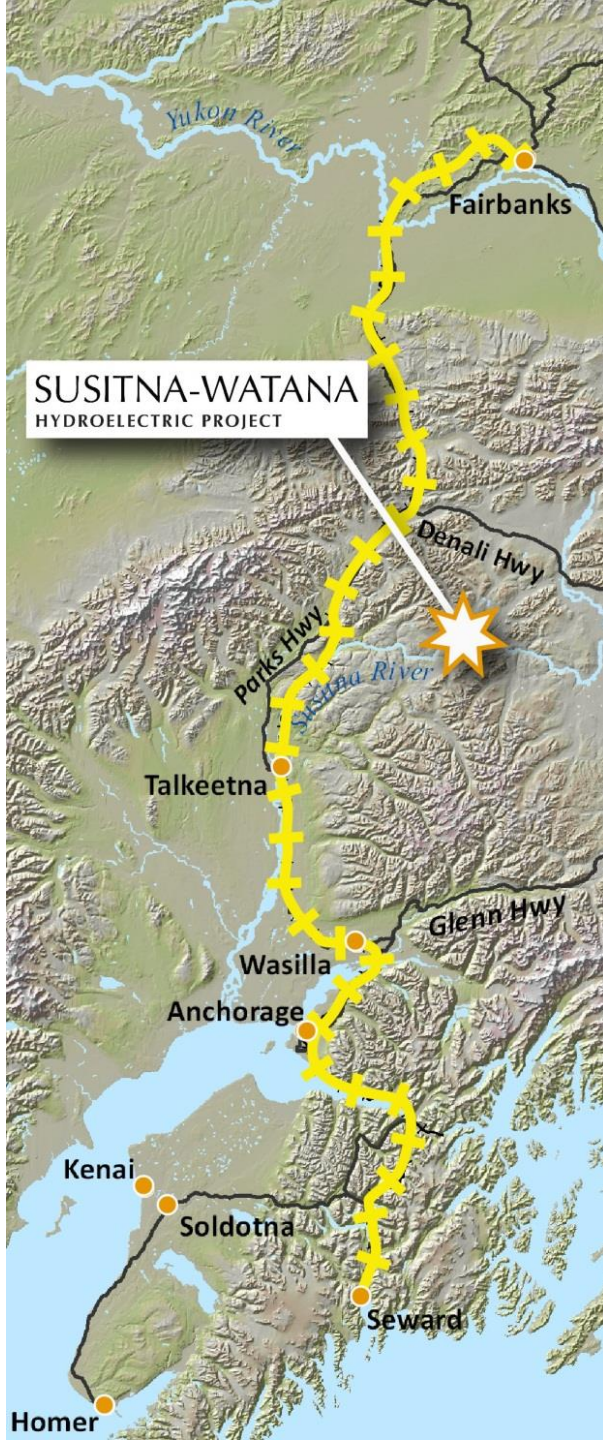 Yukon River
Fairbanks
SUSITNA-WATANA
HYDROELECTRIC PROJECT
Denali Hwy
Parks Hwy
Susitna River
Talkeetna
Glenn Hwy
Wasilla
Anchorage
Kenai
Soldotna
Seward
Homer